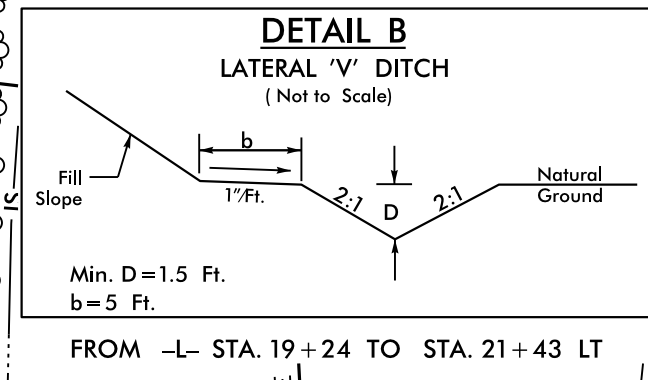 DETAIL B
LATERAL 'V' DITCH
( Not to Scale)
b
Fill
Slope
1"/Ft.
2:1
D
2:1
Natural
Ground
Min. D=1.5 Ft.
b=5 Ft.
FROM -L- STA. 19+24 TO STA. 21+43 LT